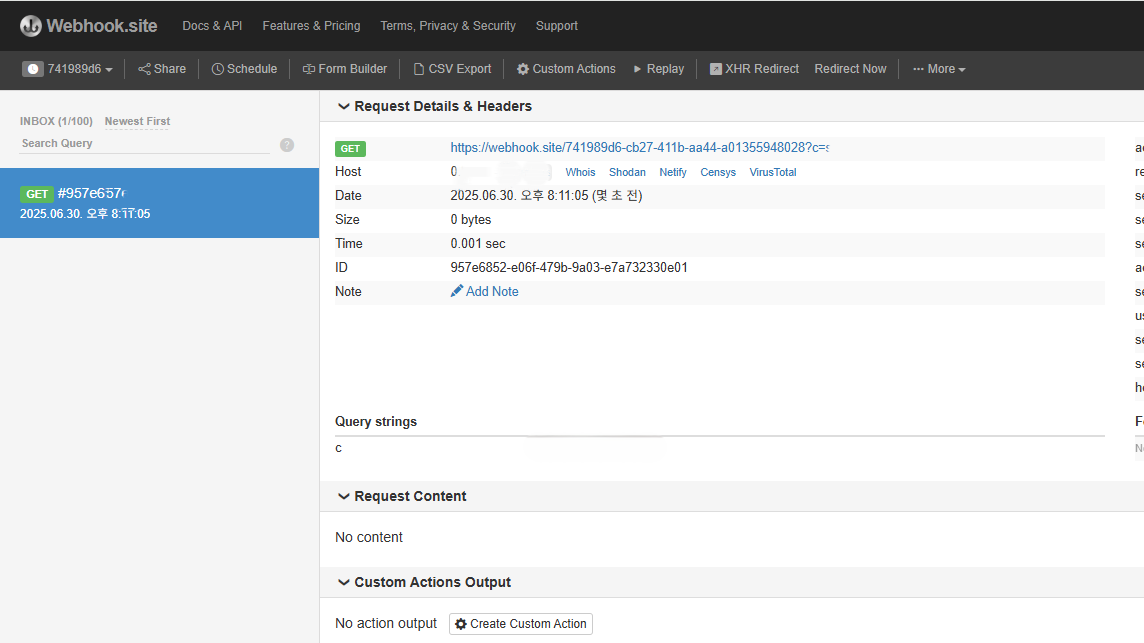 Webhook.site Docs & API Features & Pricing Terms, Privacy & Security Support
741989d6 Share Schedule Form Builder CSV Export Custom Actions Replay XHR Redirect Redirect Now More
INBOX (1/100) Newest First
Search Query
GET #957e657
2025.06.30. 오후 8:11:05
Request Details & Headers
GET https://webhook.site/741989d6-cb27-411b-aa44-a01355948028?c=s
Host 0 Whois Shodan Netify Censys VirusTotal
Date 2025.06.30. 오후 8:11:05 (몇 초 전)
Size 0 bytes
Time 0.001 sec
ID 957e6852-e06f-479b-9a03-e7a732330e01
Note Add Note
Query strings
c
Request Content
No content
Custom Actions Output
No action output Create Custom Action